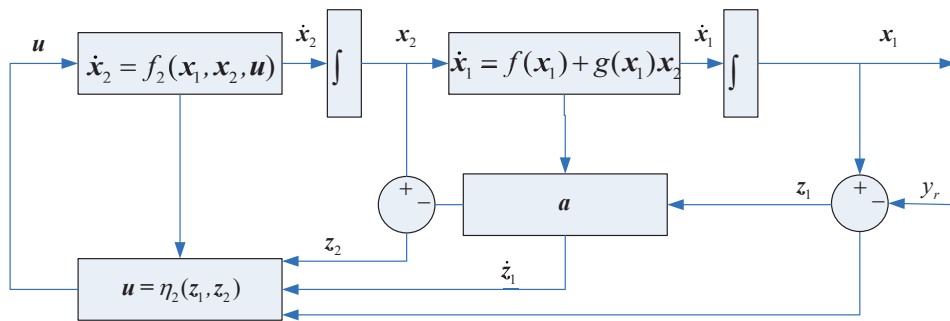 u
ẋ₂ = f₂(x₁, x₂, u)
ẋ₂
∫
x₂
ẋ₁ = f(x₁) + g(x₁)x₂
ẋ₁
∫
x₁
+
−
a
z₁
+
−
yᵣ
z₂
ż₁
u = η₂(z₁, z₂)